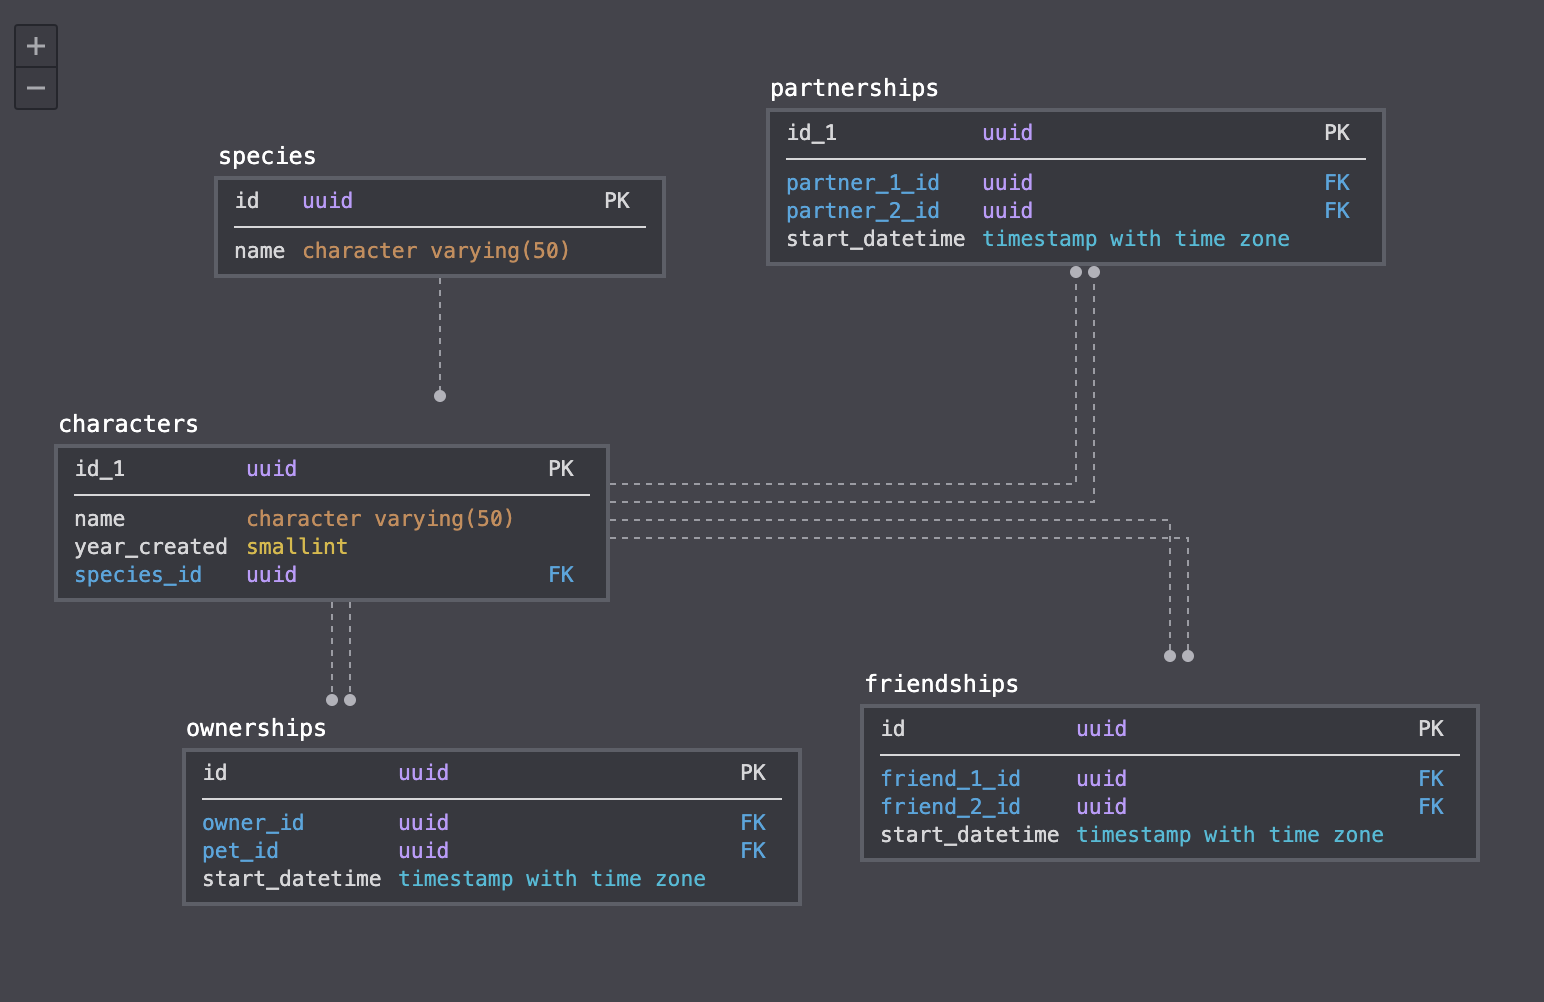 species
id uuid PK
name character varying(50)
partnerships
id_1 uuid PK
partner_1_id uuid FK
partner_2_id uuid FK
start_datetime timestamp with time zone
characters
id_1 uuid PK
name character varying(50)
year_created smallint
species_id uuid FK
ownerships
id uuid PK
owner_id uuid FK
pet_id uuid FK
start_datetime timestamp with time zone
friendships
id uuid PK
friend_1_id uuid FK
friend_2_id uuid FK
start_datetime timestamp with time zone